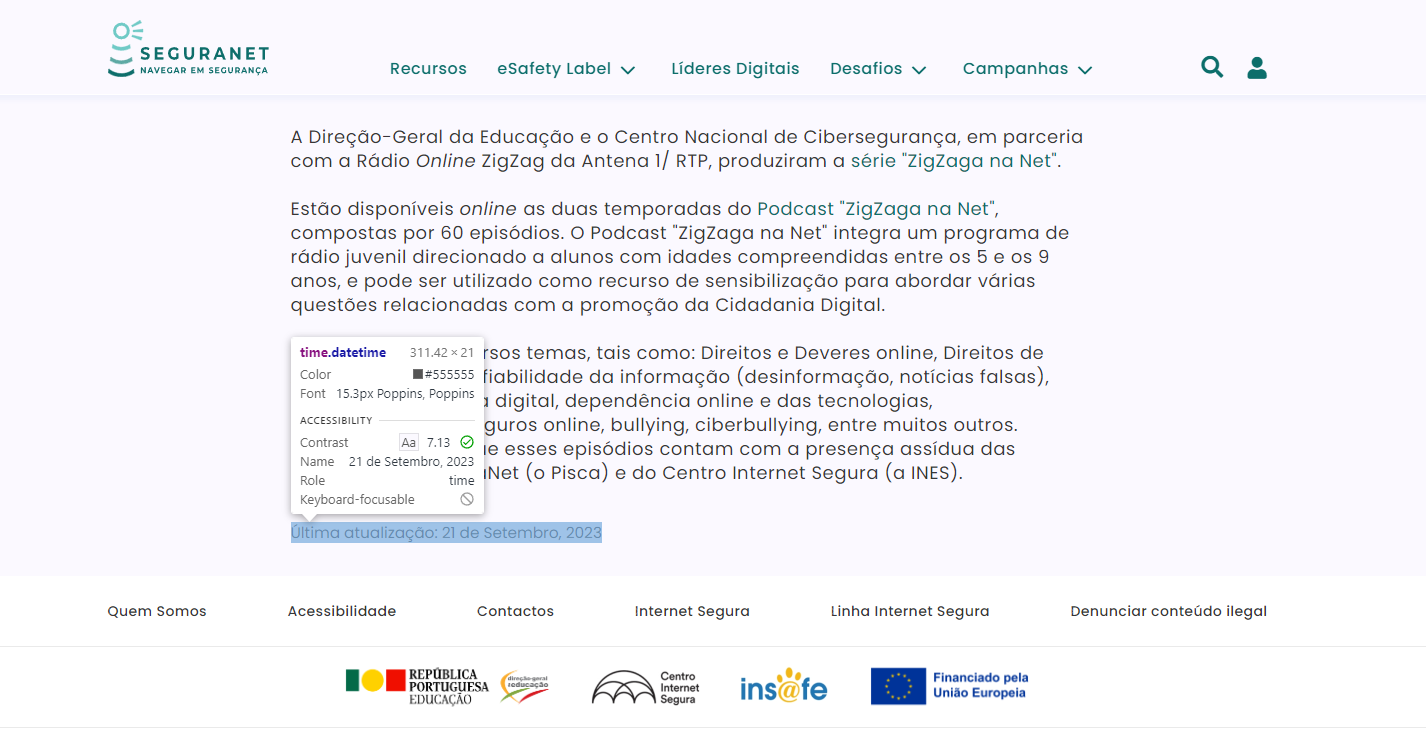 SEGURANET
NAVEGAR EM SEGURANÇA
Recursos
eSafety Label
Líderes Digitais
Desafios
Campanhas
A Direção-Geral da Educação e o Centro Nacional de Cibersegurança, em parceria
com a Rádio Online ZigZag da Antena 1/ RTP, produziram a série "ZigZaga na Net".
Estão disponíveis online as duas temporadas do Podcast "ZigZaga na Net",
compostas por 60 episódios. O Podcast "ZigZaga na Net" integra um programa de
rádio juvenil direcionado a alunos com idades compreendidas entre os 5 e os 9
anos, e pode ser utilizado como recurso de sensibilização para abordar várias
questões relacionadas com a promoção da Cidadania Digital.
time.datetime 311.42 × 21
Color #555555
Font 15.3px Poppins, Poppins
ACCESSIBILITY
Contrast Aa 7.13
Name 21 de Setembro, 2023
Role time
Keyboard-focusable
temas, tais como: Direitos e Deveres online, Direitos de
da informação (desinformação, notícias falsas),
digital, dependência online e das tecnologias,
online, bullying, ciberbullying, entre muitos outros.
esses episódios contam com a presença assídua das
(o Pisca) e do Centro Internet Segura (a INES).
Última atualização: 21 de Setembro, 2023
Quem Somos
Acessibilidade
Contactos
Internet Segura
Linha Internet Segura
Denunciar conteúdo ilegal
REPÚBLICA
PORTUGUESA
EDUCAÇÃO
direção-geral
educação
Centro
Internet
Segura
ins@fe
Financiado pela
União Europeia